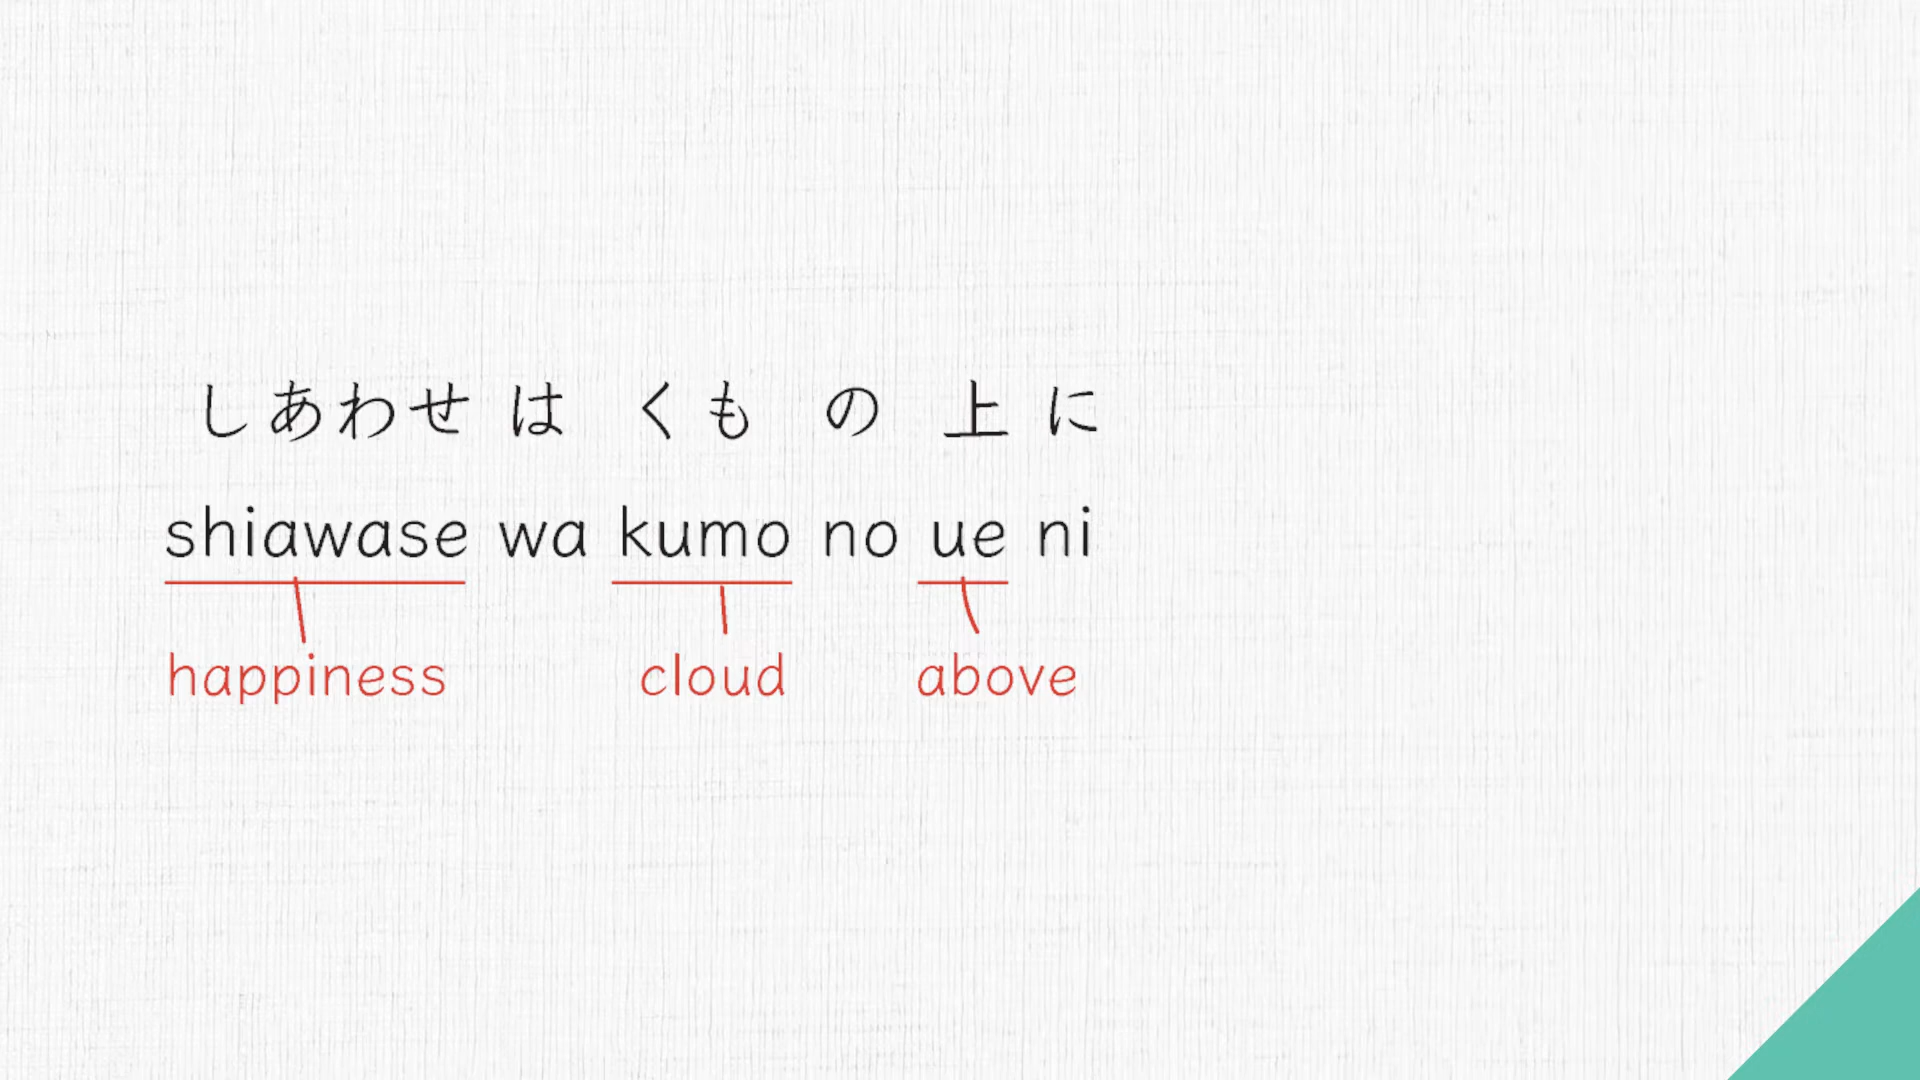 しあわせ は くも の 上 に
shiawase wa kumo no ue ni
happiness cloud above